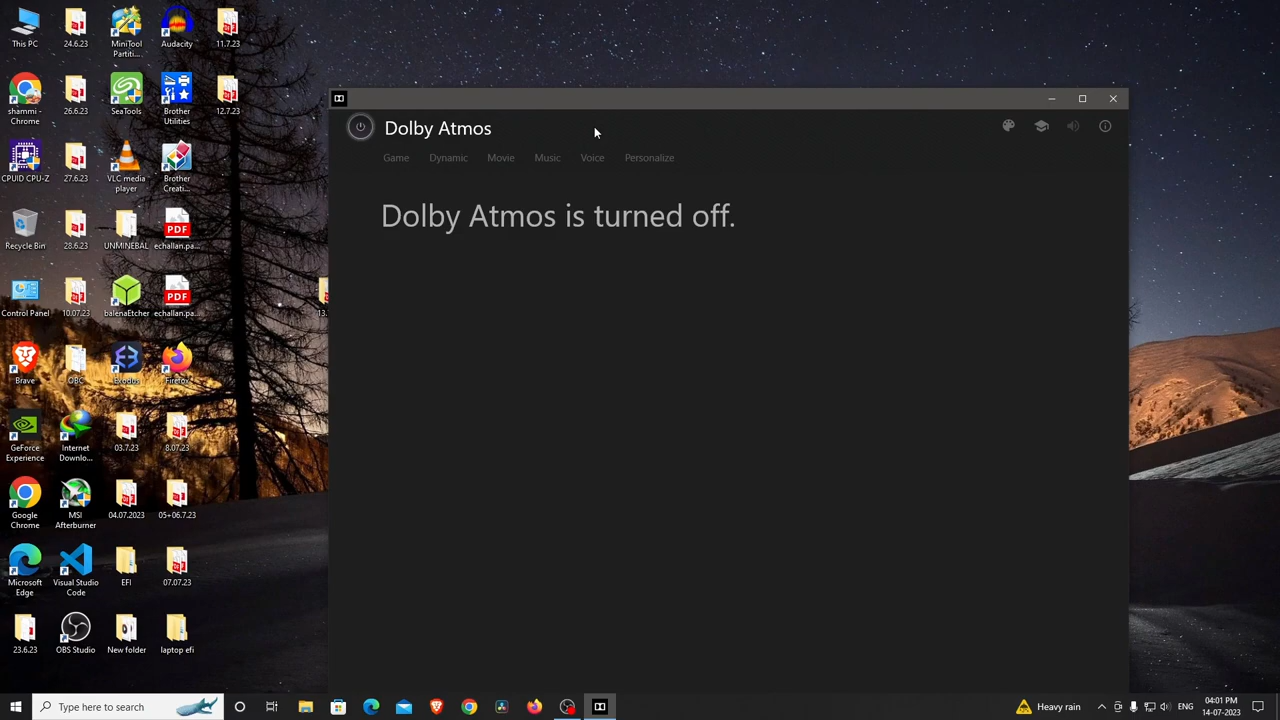 This PC
24.6.23
MiniTool
Partiti...
Audacity
11.7.23
shammi -
Chrome
26.6.23
SeaTools
Brother
Utilities
12.7.23
CPUID CPU-Z
27.6.23
VLC media
player
Brother
Creati...
Recycle Bin
28.6.23
UNMINEBAL
PDF
echallan.pa...
Control Panel
10.07.23
balenaEtcher
PDF
echallan.pa...
13.
Brave
OBC
Exodus
Firefox
GeForce
Experience
Internet
Downlo...
03.7.23
8.07.23
Google
Chrome
MSI
Afterburner
04.07.2023
05+06.7.23
Microsoft
Edge
Visual Studio
Code
EFI
07.07.23
23.6.23
OBS Studio
New folder
laptop efi
Dolby Atmos
Game Dynamic Movie Music Voice Personalize
Dolby Atmos is turned off.
Type here to search
Heavy rain
ENG
04:01 PM
14-07-2023